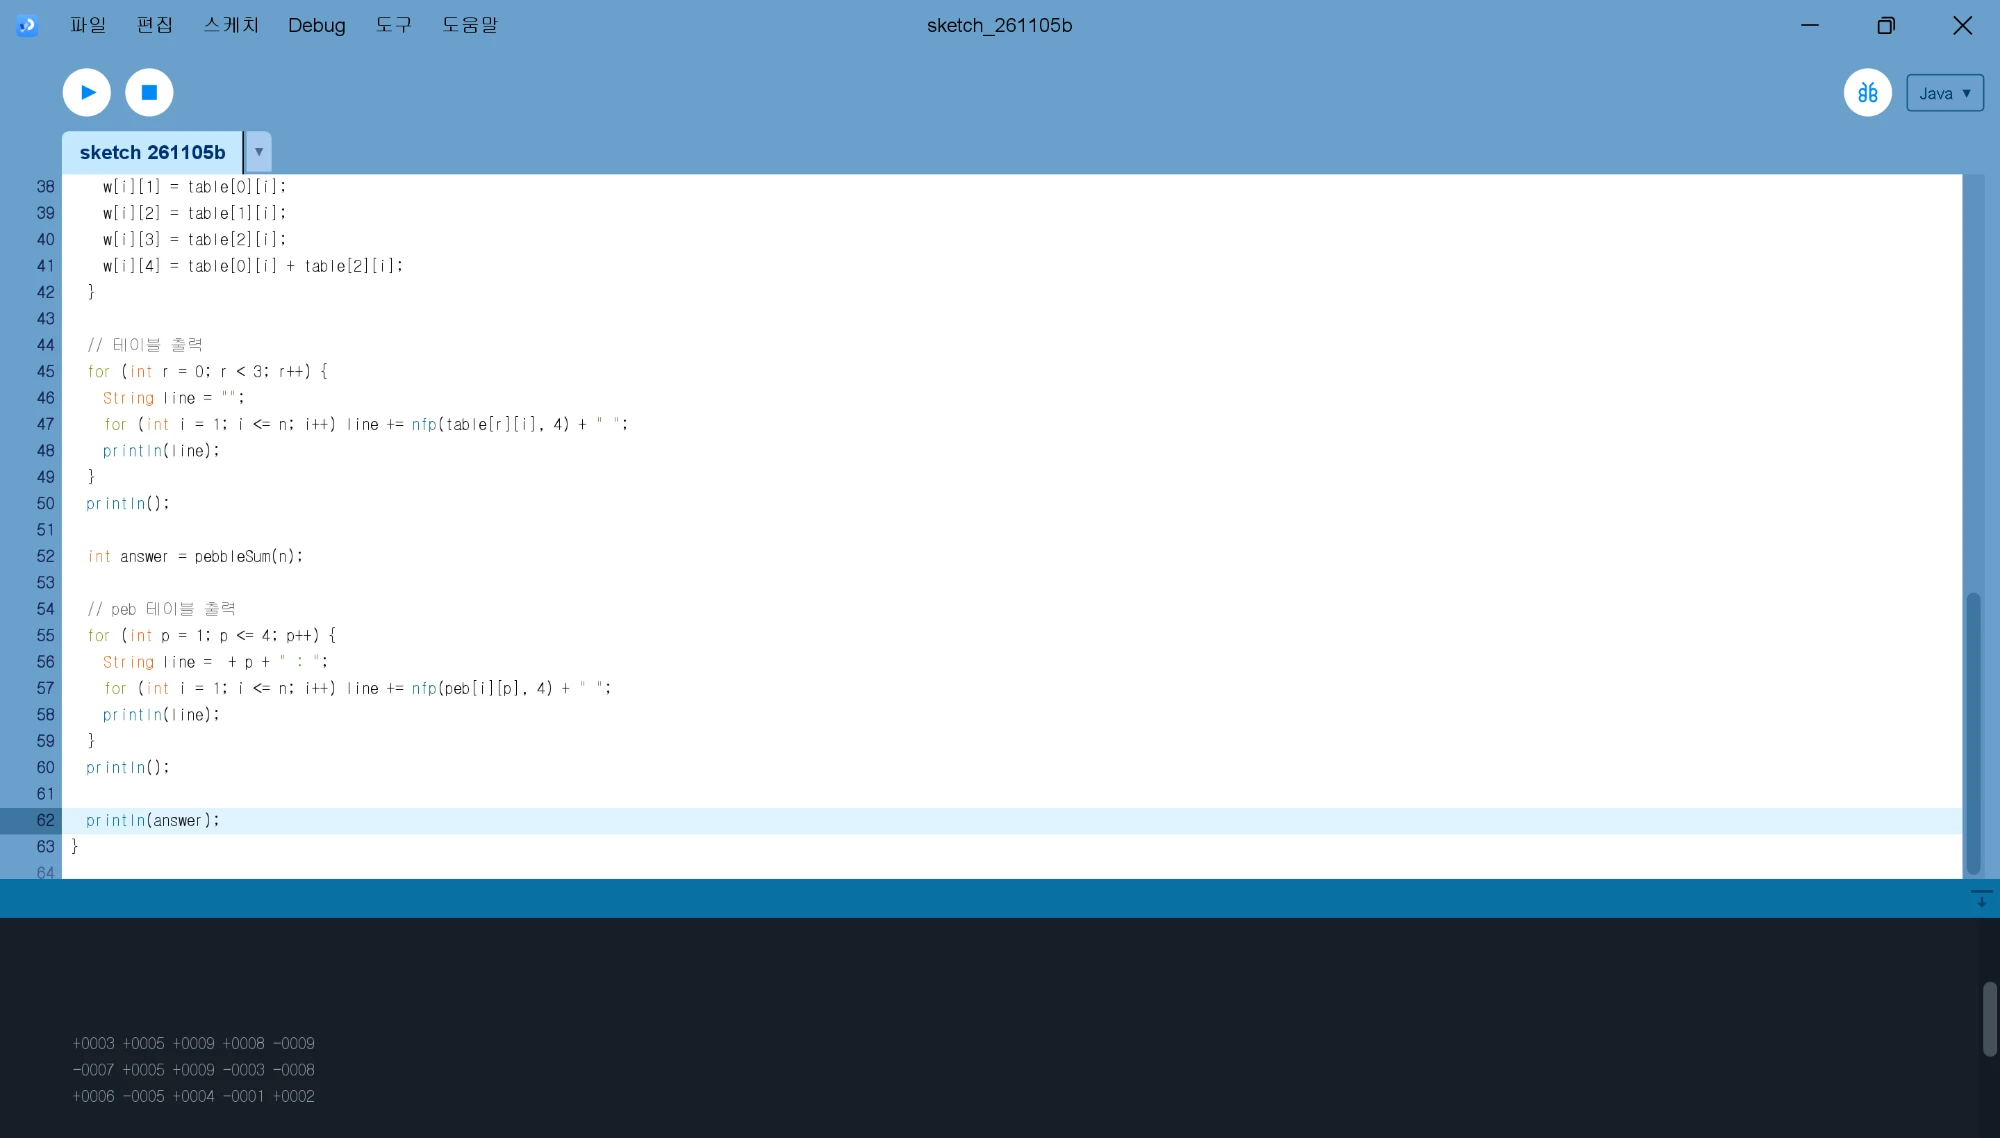 파일 편집 스케치 Debug 도구 도움말 sketch_261105b
Java ▼
sketch 261105b ▼
38 w[i][1] = table[0][i];
39 w[i][2] = table[1][i];
40 w[i][3] = table[2][i];
41 w[i][4] = table[0][i] + table[2][i];
42 }
43
44 // 테이블 출력
45 for (int r = 0; r < 3; r++) {
46 String line = "";
47 for (int i = 1; i <= n; i++) line += nfp(table[r][i], 4) + " ";
48 println(line);
49 }
50 println();
51
52 int answer = pebbleSum(n);
53
54 // peb 테이블 출력
55 for (int p = 1; p <= 4; p++) {
56 String line =  + p + " : ";
57 for (int i = 1; i <= n; i++) line += nfp(peb[i][p], 4) + " ";
58 println(line);
59 }
60 println();
61
62 println(answer);
63 }
64
+0003 +0005 +0009 +0008 -0009
-0007 +0005 +0009 -0003 -0008
+0006 -0005 +0004 -0001 +0002